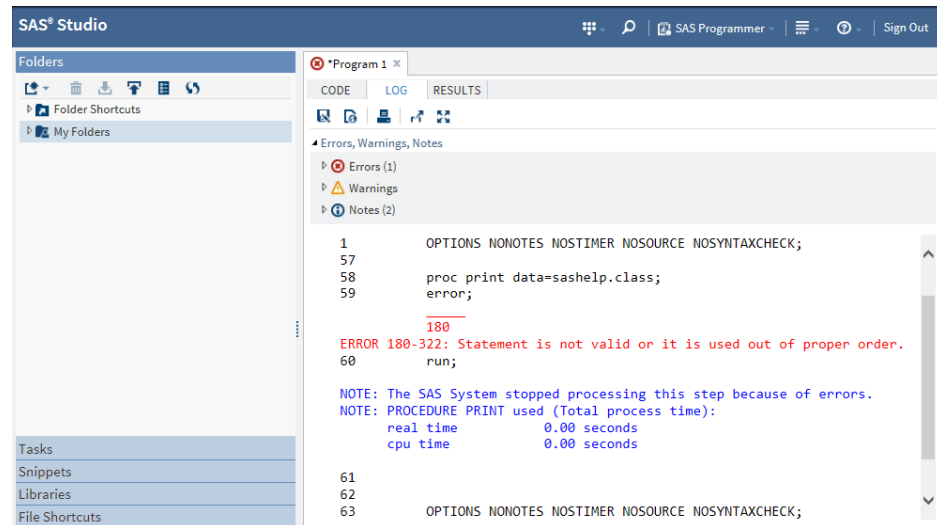 SAS® Studio
SAS Programmer
Sign Out
Folders
Folder Shortcuts
My Folders
Tasks
Snippets
Libraries
File Shortcuts
*Program 1
CODE LOG RESULTS
Errors, Warnings, Notes
Errors (1)
Warnings
Notes (2)
1 OPTIONS NONOTES NOSTIMER NOSOURCE NOSYNTAXCHECK;
57
58 proc print data=sashelp.class;
59 error;
_____
180
ERROR 180-322: Statement is not valid or it is used out of proper order.
60 run;
NOTE: The SAS System stopped processing this step because of errors.
NOTE: PROCEDURE PRINT used (Total process time):
real time 0.00 seconds
cpu time 0.00 seconds
61
62
63 OPTIONS NONOTES NOSTIMER NOSOURCE NOSYNTAXCHECK;